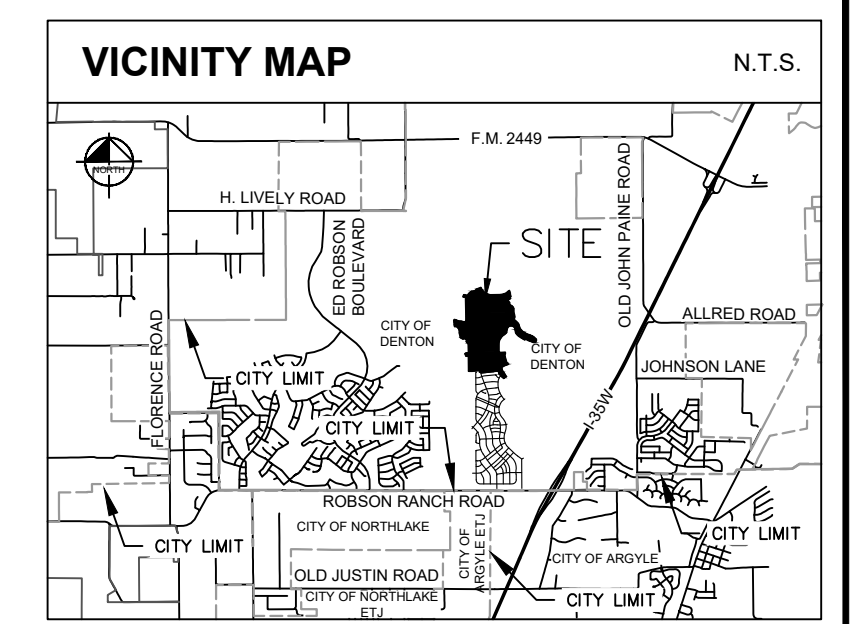 VICINITY MAP
N.T.S.
NORTH
F.M. 2449
H. LIVELY ROAD
ED ROBSON
BOULEVARD
OLD JOHN PAINE ROAD
SITE
ALLRED ROAD
CITY OF
DENTON
CITY OF
DENTON
JOHNSON LANE
FLORENCE ROAD
CITY LIMIT
I-35W
CITY LIMIT
ROBSON RANCH ROAD
CITY OF NORTHLAKE
CITY OF
ARGYLE ETJ
CITY LIMIT
CITY LIMIT
CITY OF ARGYLE
OLD JUSTIN ROAD
CITY OF NORTHLAKE
ETJ
CITY LIMIT